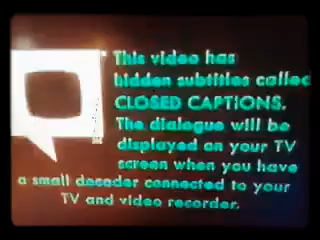 This video has
hidden subtitles called
CLOSED CAPTIONS.
The dialogue will be
displayed on your TV
screen when you have
a small decoder connected to your
TV and video recorder.